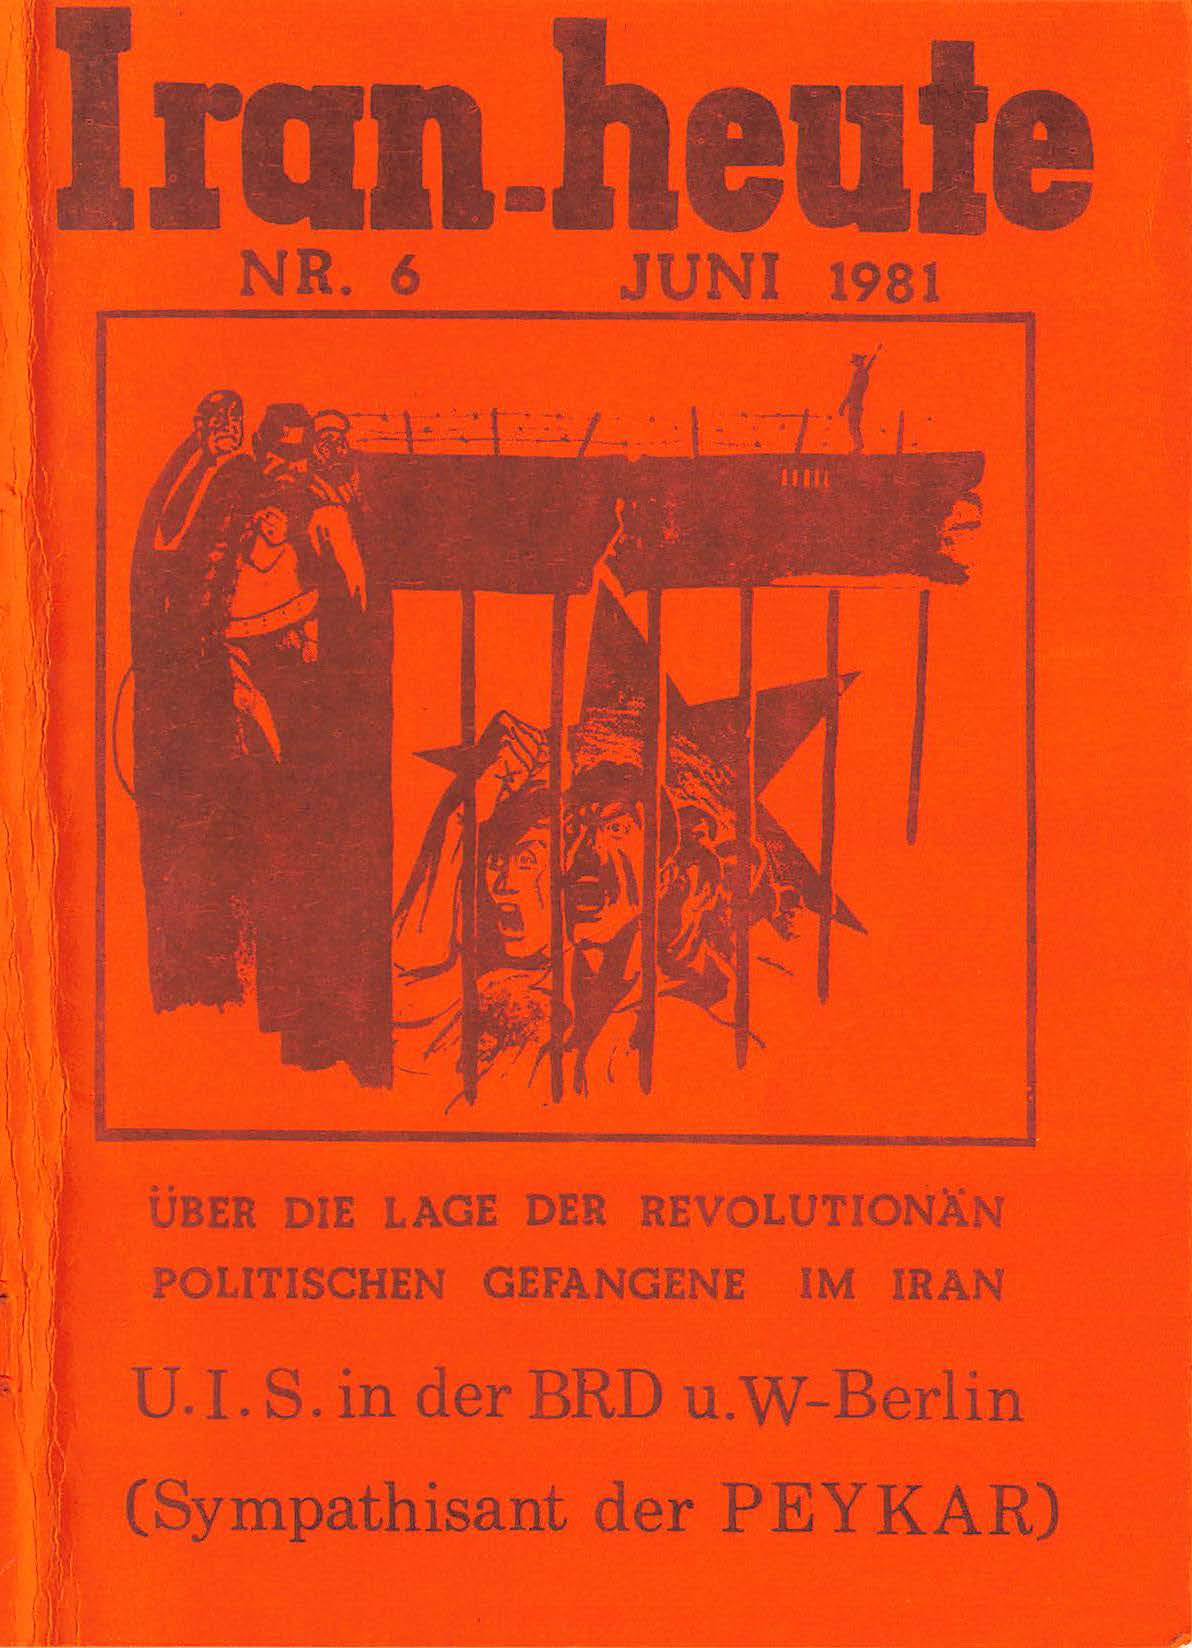 Iran-heute
NR. 6 JUNI 1981
ÜBER DIE LAGE DER REVOLUTIONÄN
POLITISCHEN GEFANGENE IM IRAN
U.I.S. in der BRD u.W-Berlin
(Sympathisant der PEYKAR)